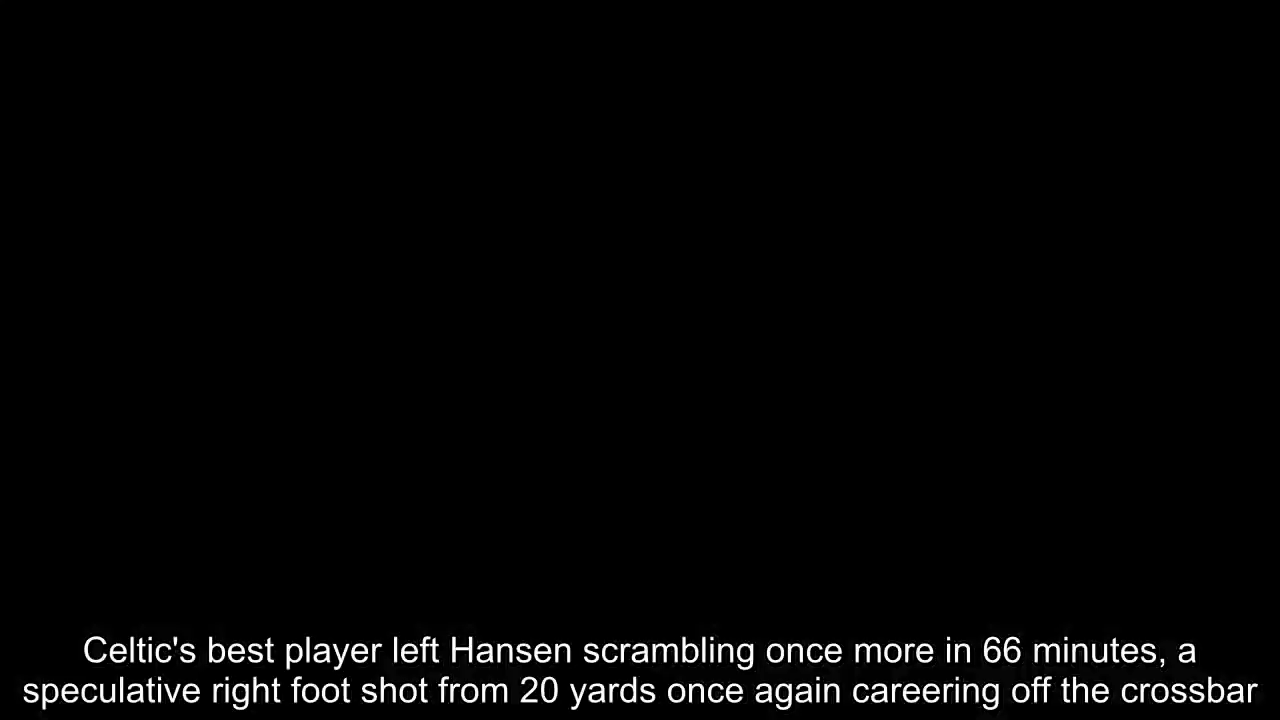 Celtic's best player left Hansen scrambling once more in 66 minutes, a
speculative right foot shot from 20 yards once again careering off the crossbar